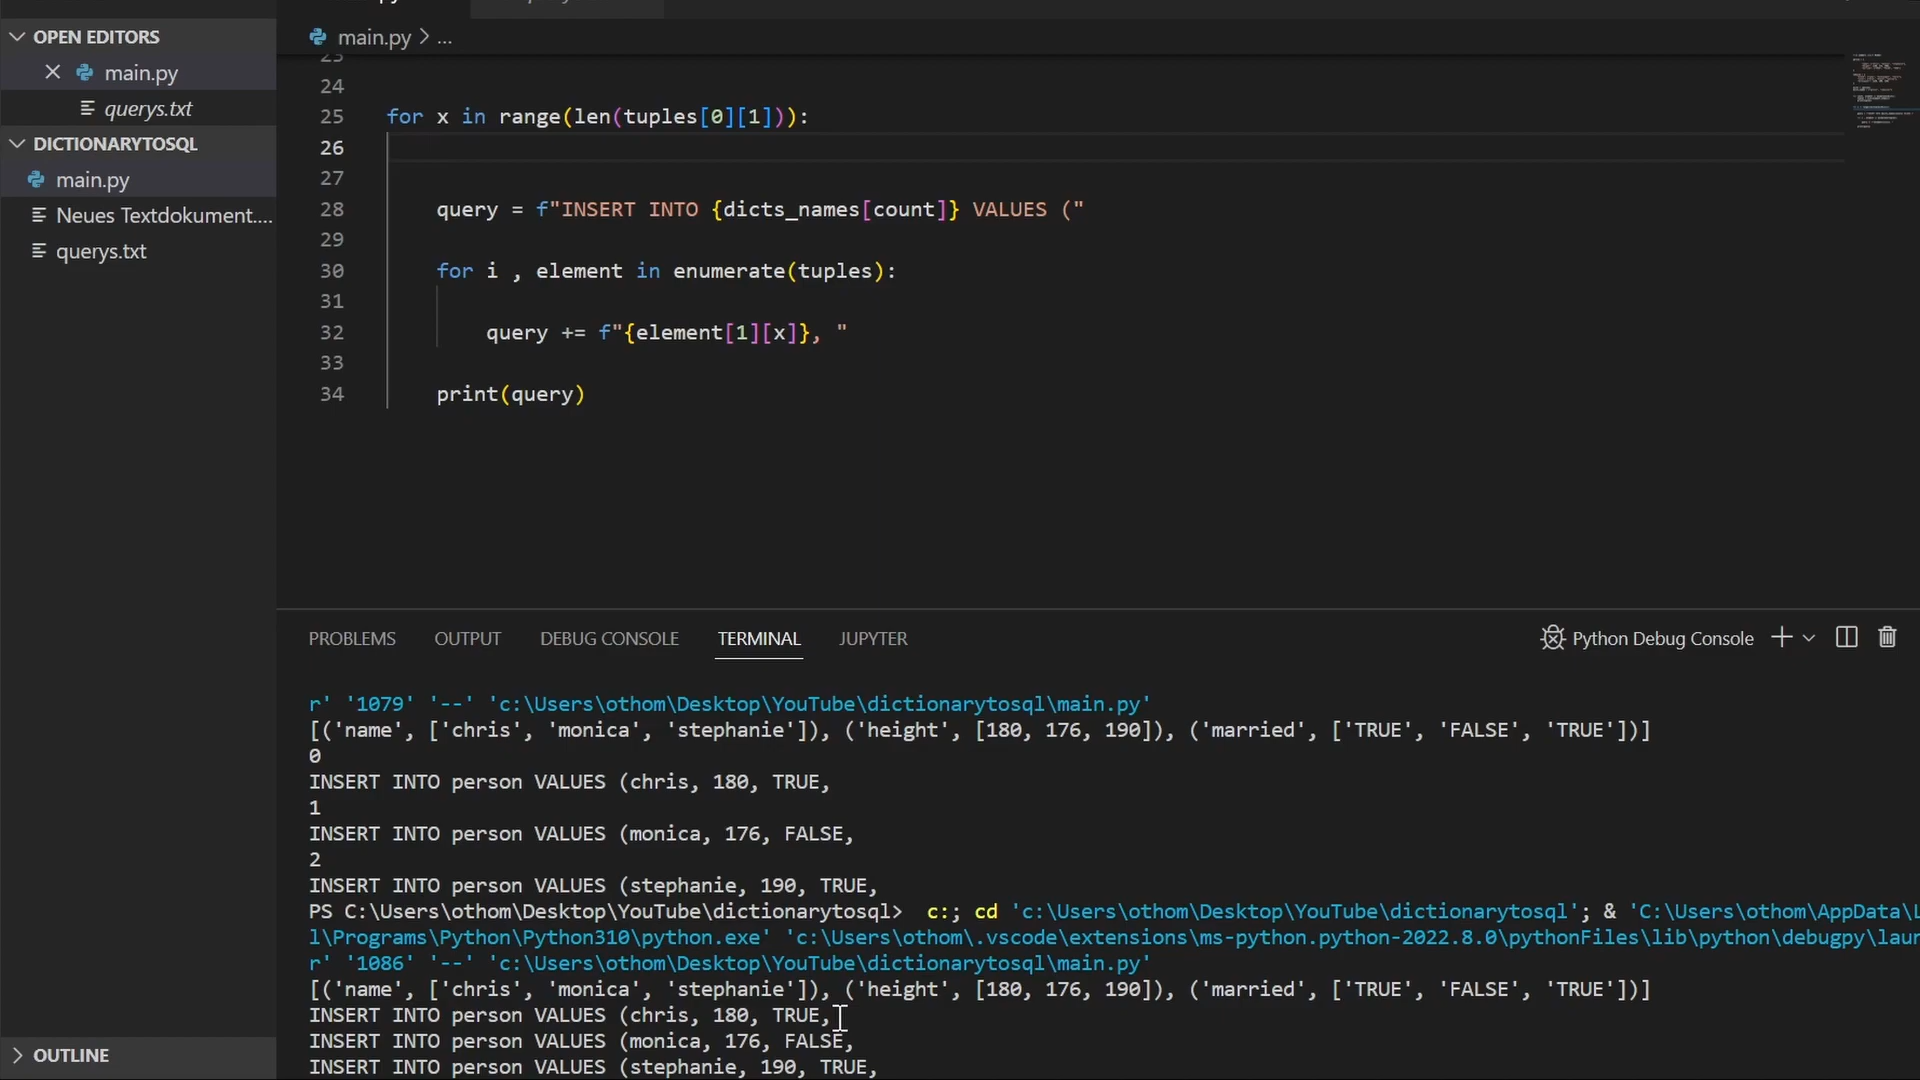 OPEN EDITORS
main.py
querys.txt
DICTIONARYTOSQL
main.py
Neues Textdokument....
querys.txt
OUTLINE
main.py > ...
23
24
25 for x in range(len(tuples[0][1])):
26
27
28 query = f"INSERT INTO {dicts_names[count]} VALUES ("
29
30 for i , element in enumerate(tuples):
31
32 query += f"{element[1][x]}, "
33
34 print(query)
PROBLEMS OUTPUT DEBUG CONSOLE TERMINAL JUPYTER Python Debug Console
r' '1079' '--' 'c:\Users\othom\Desktop\YouTube\dictionarytosql\main.py'
[('name', ['chris', 'monica', 'stephanie']), ('height', [180, 176, 190]), ('married', ['TRUE', 'FALSE', 'TRUE'])]
0
INSERT INTO person VALUES (chris, 180, TRUE,
1
INSERT INTO person VALUES (monica, 176, FALSE,
2
INSERT INTO person VALUES (stephanie, 190, TRUE,
PS C:\Users\othom\Desktop\YouTube\dictionarytosql> c:; cd 'c:\Users\othom\Desktop\YouTube\dictionarytosql'; & 'C:\Users\othom\AppData\L
l\Programs\Python\Python310\python.exe' 'c:\Users\othom\.vscode\extensions\ms-python.python-2022.8.0\pythonFiles\lib\python\debugpy\laun
r' '1086' '--' 'c:\Users\othom\Desktop\YouTube\dictionarytosql\main.py'
[('name', ['chris', 'monica', 'stephanie']), ('height', [180, 176, 190]), ('married', ['TRUE', 'FALSE', 'TRUE'])]
INSERT INTO person VALUES (chris, 180, TRUE,
INSERT INTO person VALUES (monica, 176, FALSE,
INSERT INTO person VALUES (stephanie, 190, TRUE,